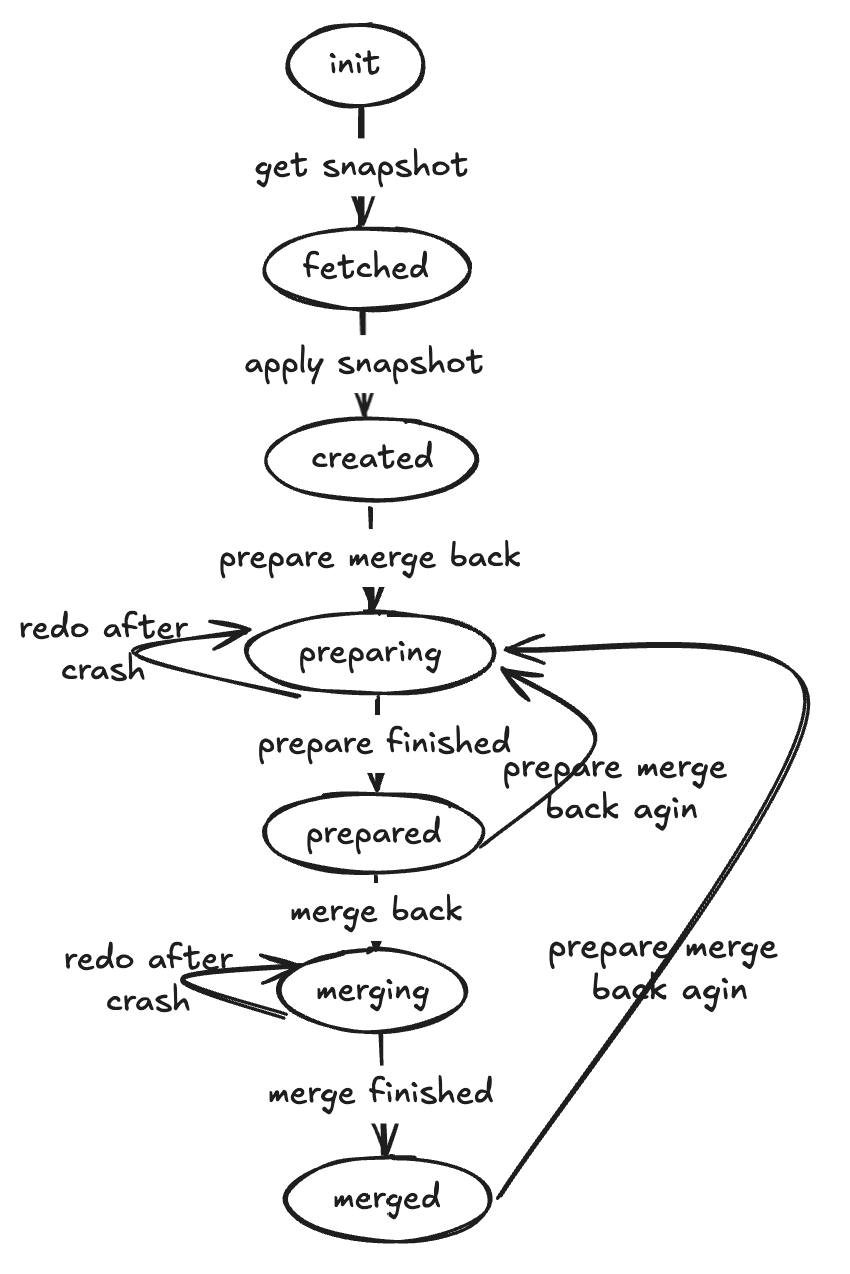 init
get snapshot
fetched
apply snapshot
created
prepare merge back
redo after
crash
preparing
prepare finished
prepare merge
back agin
prepared
merge back
redo after
crash
merging
prepare merge
back agin
merge finished
merged